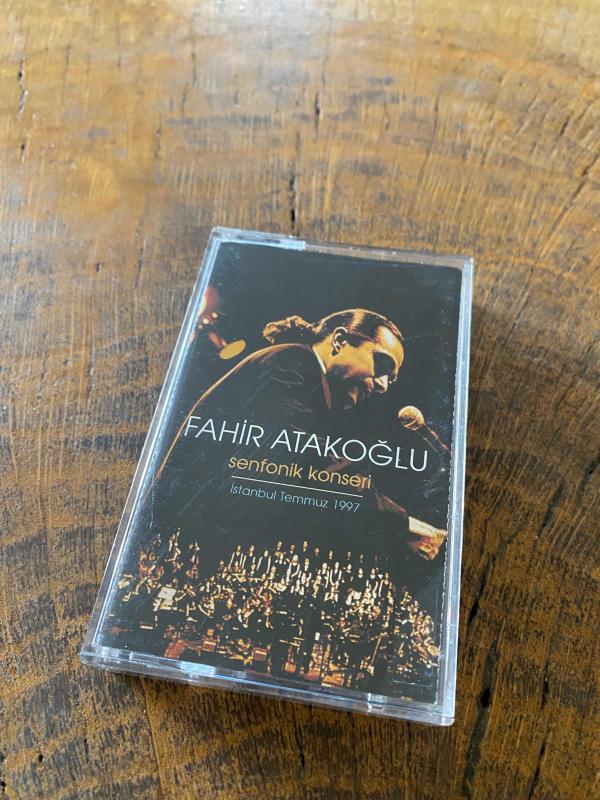 FAHİR ATAKOĞLU
senfonik konseri
İstanbul Temmuz 1997